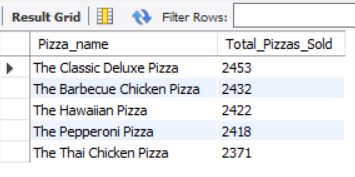 Result Grid Filter Rows:
Pizza_name Total_Pizzas_Sold
The Classic Deluxe Pizza 2453
The Barbecue Chicken Pizza 2432
The Hawaiian Pizza 2422
The Pepperoni Pizza 2418
The Thai Chicken Pizza 2371